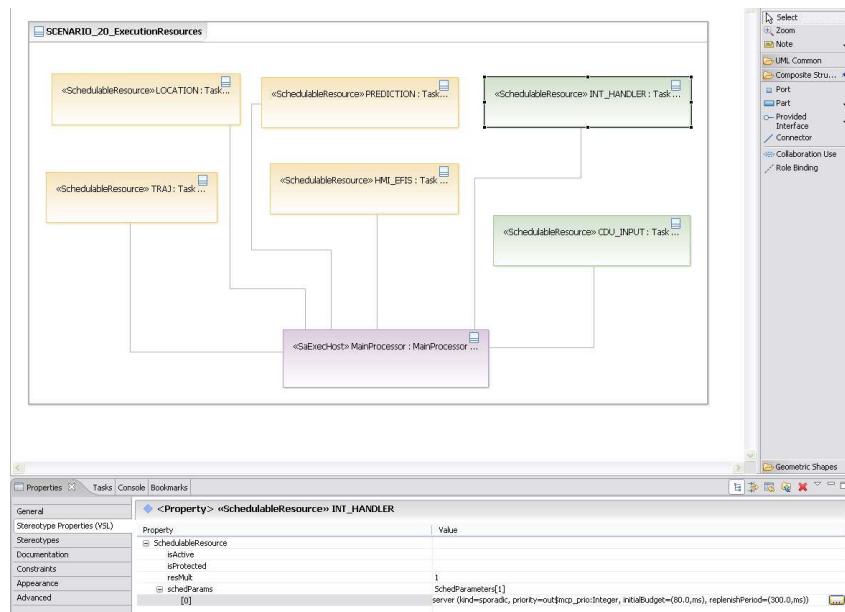 SCENARIO_20_ExecutionResources
«SchedulableResource» LOCATION : Task...
«SchedulableResource» PREDICTION : Task...
«SchedulableResource» INT_HANDLER : Task ...
«SchedulableResource» TRAJ : Task ...
«SchedulableResource» HMI_EFIS : Task ...
«SchedulableResource» CDU_INPUT : Task ...
«SaExecHost» MainProcessor : MainProcessor ...
Select
Zoom
Note
UML Common
Composite Stru...
Port
Part
Provided
Interface
Connector
Collaboration Use
Role Binding
Geometric Shapes
Properties Tasks Console Bookmarks
General
Stereotype Properties (VSL)
Stereotypes
Documentation
Constraints
Appearance
Advanced
<Property> «SchedulableResource» INT_HANDLER
Property Value
SchedulableResource
isActive
isProtected
resMult 1
schedParams SchedParameters[1]
[0] server (kind=sporadic, priority=out$mcp_prio:Integer, initialBudget=(80.0,ms), replenishPeriod=(300.0,ms)) ...